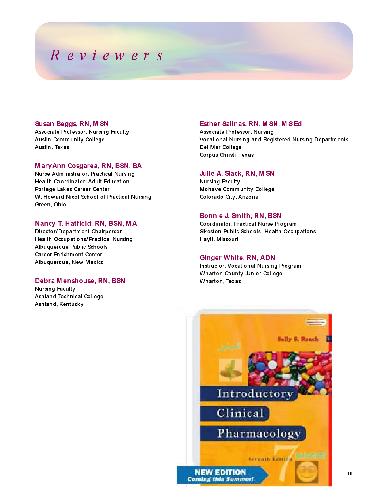 Reviewers
Susan Beggs, RN, MSN
Associate Professor, Nursing Faculty
Austin Community College
Austin, Texas
MaryAnn Cosgarea, RN, BSN, BA
Nurse Administrator, Practical Nursing
Health Coordinator, Adult Education
Portage Lakes Career Center
W. Howard Nicol School of Practical Nursing
Green, Ohio
Nancy T. Hatfield, RN, BSN, MA
Director/Department Chairperson
Health Occupations/Practical Nursing
Albuquerque Public Schools
Career Enrichment Center
Albuquerque, New Mexico
Debra Menshouse, RN, BSN
Nursing Faculty
Ashland Technical College
Ashland, Kentucky
Esther Salinas, RN, MSN, MSEd
Associate Professor, Nursing
Vocational Nursing and Registered Nursing Departments
Del Mar College
Corpus Christi, Texas
Julie A. Slack, RN, MSN
Nursing Faculty
Mohave Community College
Colorado City, Arizona
Bonnie J. Smith, RN, BSN
Coordinator, Practical Nurse Program
Sikeston Public Schools, Health Occupations
Hayti, Missouri
Ginger White, RN, ADN
Instructor, Vocational Nursing Program
Wharton County Junior College
Wharton, Texas
Sally S. Roach
Introductory
Clinical
Pharmacology
Seventh Edition
7
NEW EDITION
Coming this Summer!